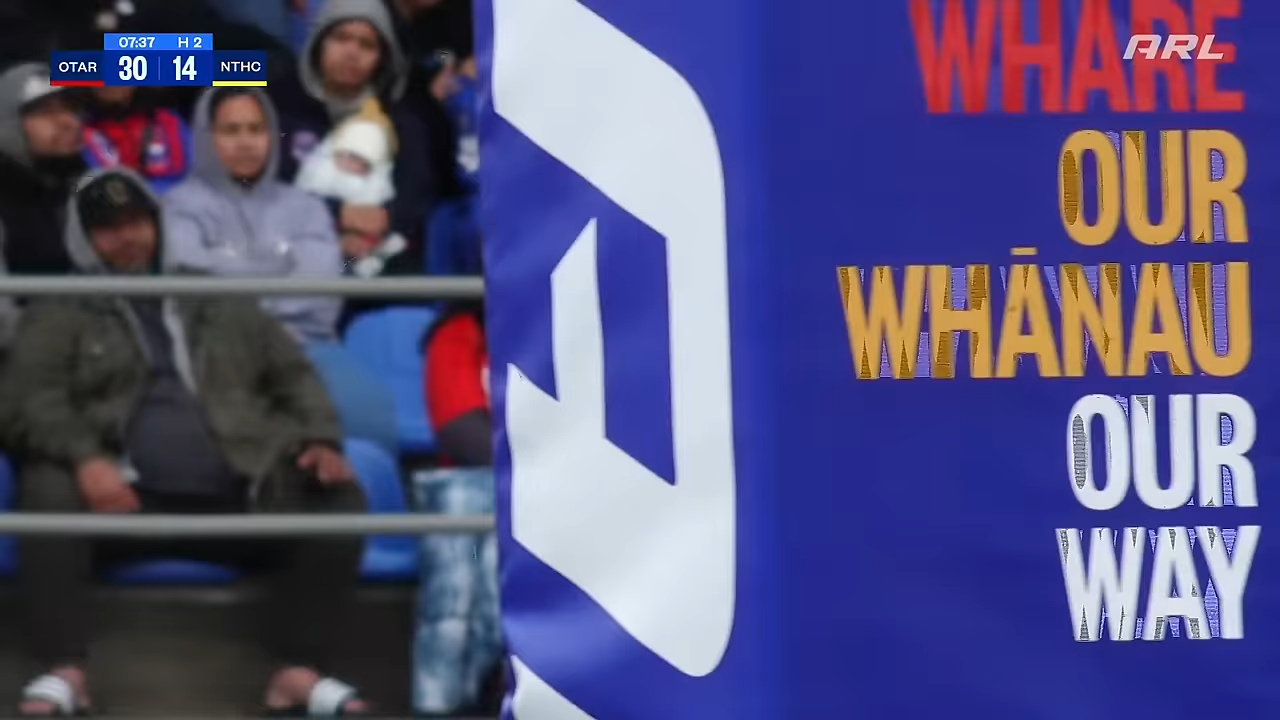 07:37 H 2
OTAR 30 14 NTHC
ARL
WHARE
OUR
WHĀNAU
OUR
WAY